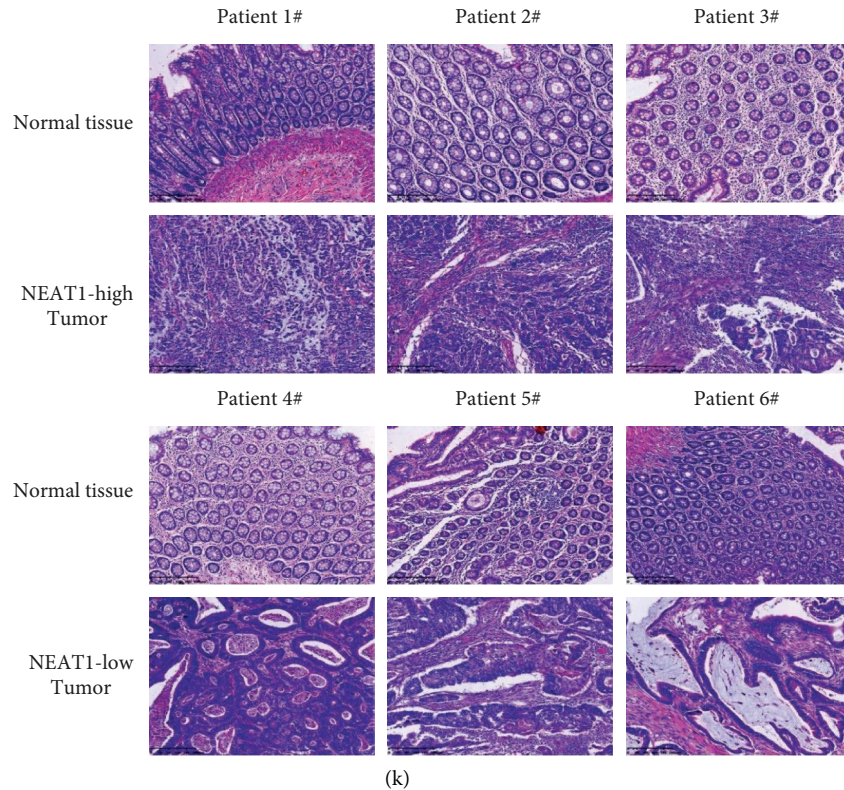 Patient 1# Patient 2# Patient 3#
Normal tissue
NEAT1-high
Tumor
Patient 4# Patient 5# Patient 6#
Normal tissue
NEAT1-low
Tumor
(k)